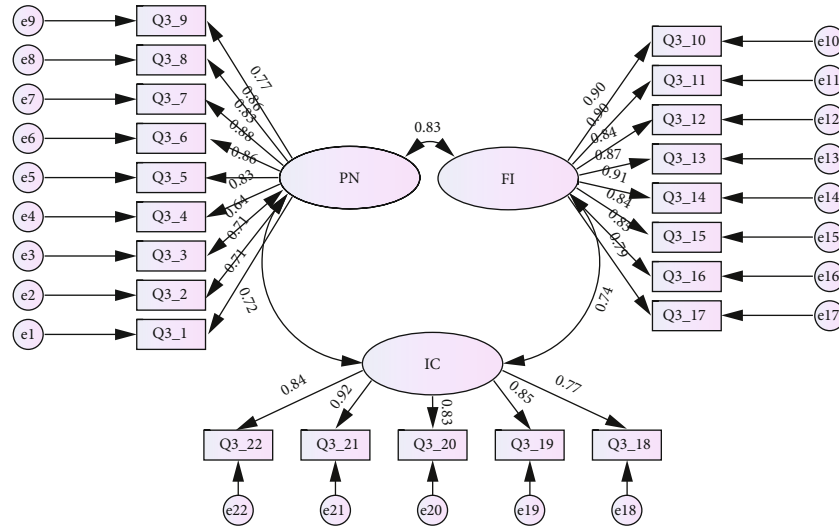 e9 Q3_9
e8 Q3_8
e7 Q3_7
e6 Q3_6
e5 Q3_5
e4 Q3_4
e3 Q3_3
e2 Q3_2
e1 Q3_1
0.77
0.86
0.83
0.88
0.86
0.83
0.64
0.71
0.71
0.72
PN
0.83
FI
0.90
0.90
0.84
0.87
0.91
0.84
0.85
0.79
0.74
Q3_10 e10
Q3_11 e11
Q3_12 e12
Q3_13 e13
Q3_14 e14
Q3_15 e15
Q3_16 e16
Q3_17 e17
IC
0.84
0.92
0.83
0.85
0.77
Q3_22 Q3_21 Q3_20 Q3_19 Q3_18
e22 e21 e20 e19 e18